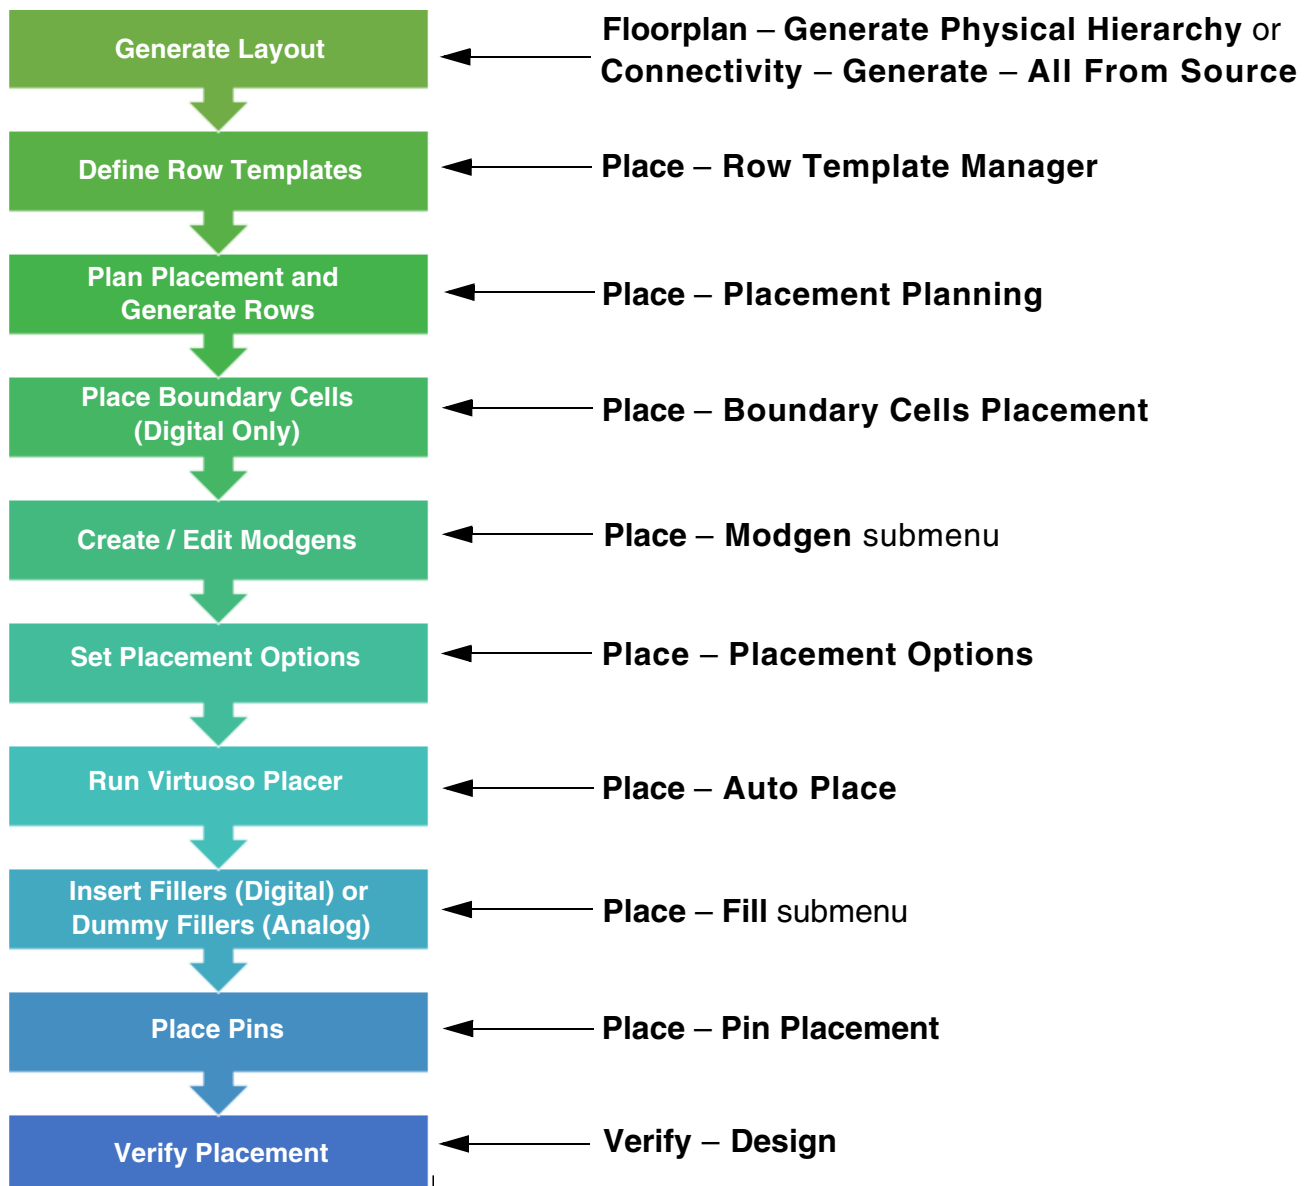 Generate Layout
Floorplan – Generate Physical Hierarchy or
Connectivity – Generate – All From Source
Define Row Templates
Place – Row Template Manager
Plan Placement and
Generate Rows
Place – Placement Planning
Place Boundary Cells
(Digital Only)
Place – Boundary Cells Placement
Create / Edit Modgens
Place – Modgen submenu
Set Placement Options
Place – Placement Options
Run Virtuoso Placer
Place – Auto Place
Insert Fillers (Digital) or
Dummy Fillers (Analog)
Place – Fill submenu
Place Pins
Place – Pin Placement
Verify Placement
Verify – Design